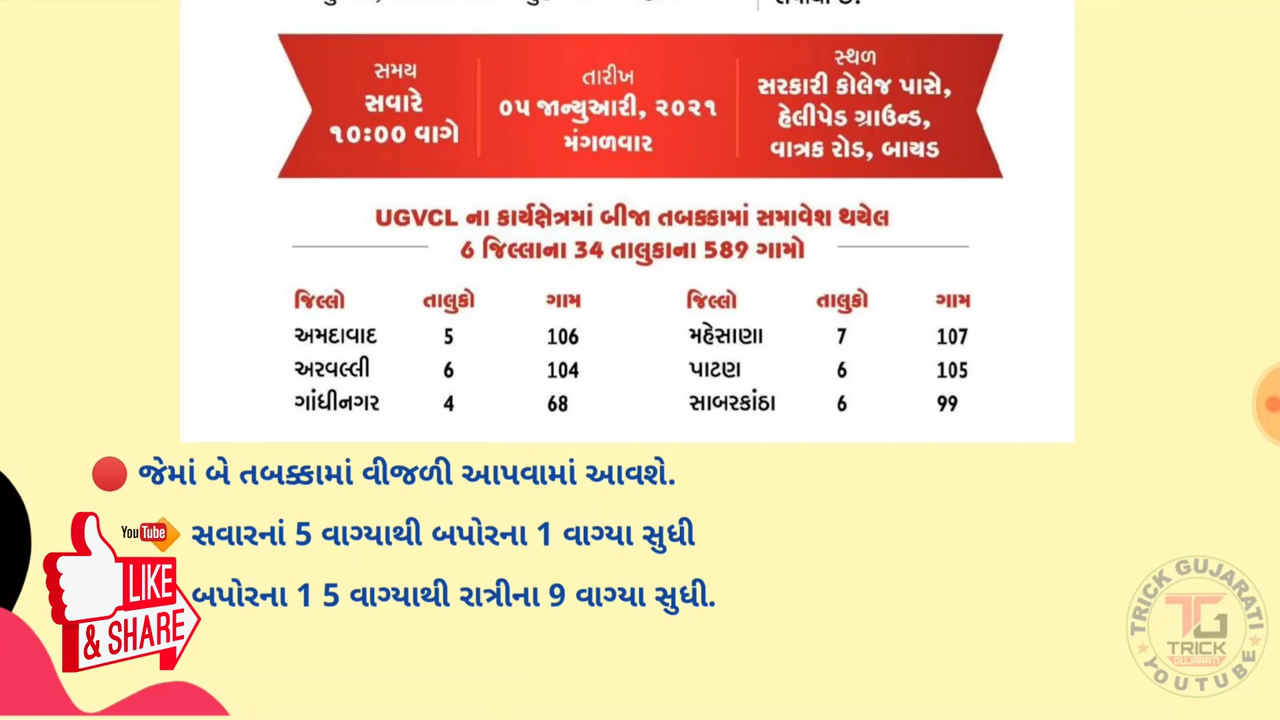 સમય
સવારે
૧૦:૦૦ વાગે
તારીખ
૦૫ જાન્યુઆરી, ૨૦૨૧
મંગળવાર
સ્થળ
સરકારી કોલેજ પાસે,
હેલીપેડ ગ્રાઉન્ડ,
વાત્રક રોડ, બાયડ
UGVCL ના કાર્યક્ષેત્રમાં બીજા તબક્કામાં સમાવેશ થયેલ
6 જિલ્લાના 34 તાલુકાના 589 ગામો
જિલ્લો તાલુકો ગામ જિલ્લો તાલુકો ગામ
અમદાવાદ 5 106 મહેસાણા 7 107
અરવલ્લી 6 104 પાટણ 6 105
ગાંધીનગર 4 68 સાબરકાંઠા 6 99
જેમાં બે તબક્કામાં વીજળી આપવામાં આવશે.
સવારનાં 5 વાગ્યાથી બપોરના 1 વાગ્યા સુધી
બપોરના 1 5 વાગ્યાથી રાત્રીના 9 વાગ્યા સુધી.
YouTube
LIKE
& SHARE
TRICK GUJARATI
TG
TRICK
GUJARATI
YOUTUBE